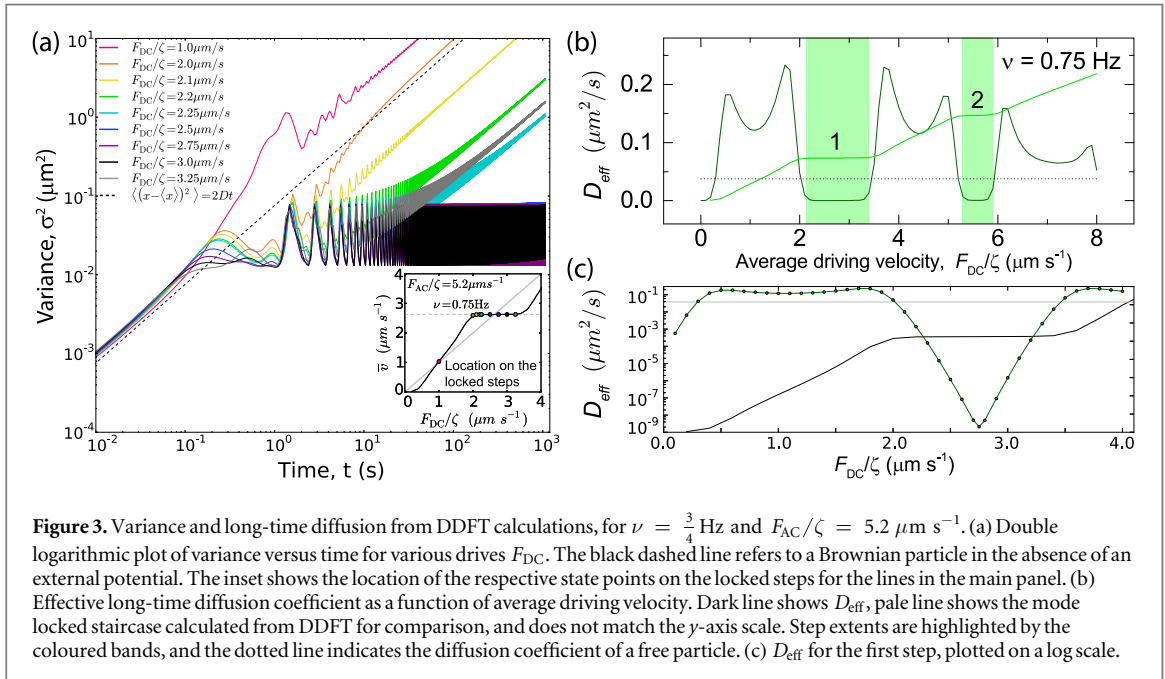 (a)
Variance, σ² (μm²)
10¹
10⁰
10⁻¹
10⁻²
10⁻³
10⁻⁴
F_DC/ζ = 1.0μm/s
F_DC/ζ = 2.0μm/s
F_DC/ζ = 2.1μm/s
F_DC/ζ = 2.2μm/s
F_DC/ζ = 2.25μm/s
F_DC/ζ = 2.5μm/s
F_DC/ζ = 2.75μm/s
F_DC/ζ = 3.0μm/s
F_DC/ζ = 3.25μm/s
⟨(x−⟨x⟩)²⟩ = 2Dt
10⁻² 10⁻¹ 10⁰ 10¹ 10² 10³
Time, t (s)
F_AC/ζ=5.2μms⁻¹
ν=0.75Hz
Location on the
locked steps
v̄ (μm s⁻¹)
4
3
2
1
0
0 1 2 3 4
F_DC/ζ (μm s⁻¹)
(b)
ν = 0.75 Hz
1
2
D_eff (μm²/s)
0.2
0.1
0.0
0 2 4 6 8
Average driving velocity, F_DC/ζ (μm s⁻¹)
(c)
D_eff (μm²/s)
10⁻¹
10⁻³
10⁻⁵
10⁻⁷
10⁻⁹
0.0 1.0 2.0 3.0 4.0
F_DC/ζ (μm s⁻¹)
Figure 3. Variance and long-time diffusion from DDFT calculations, for ν = 3/4 Hz and F_AC/ζ = 5.2 μm s⁻¹. (a) Double
logarithmic plot of variance versus time for various drives F_DC. The black dashed line refers to a Brownian particle in the absence of an
external potential. The inset shows the location of the respective state points on the locked steps for the lines in the main panel. (b)
Effective long-time diffusion coefficient as a function of average driving velocity. Dark line shows D_eff, pale line shows the mode
locked staircase calculated from DDFT for comparison, and does not match the y-axis scale. Step extents are highlighted by the
coloured bands, and the dotted line indicates the diffusion coefficient of a free particle. (c) D_eff for the first step, plotted on a log scale.